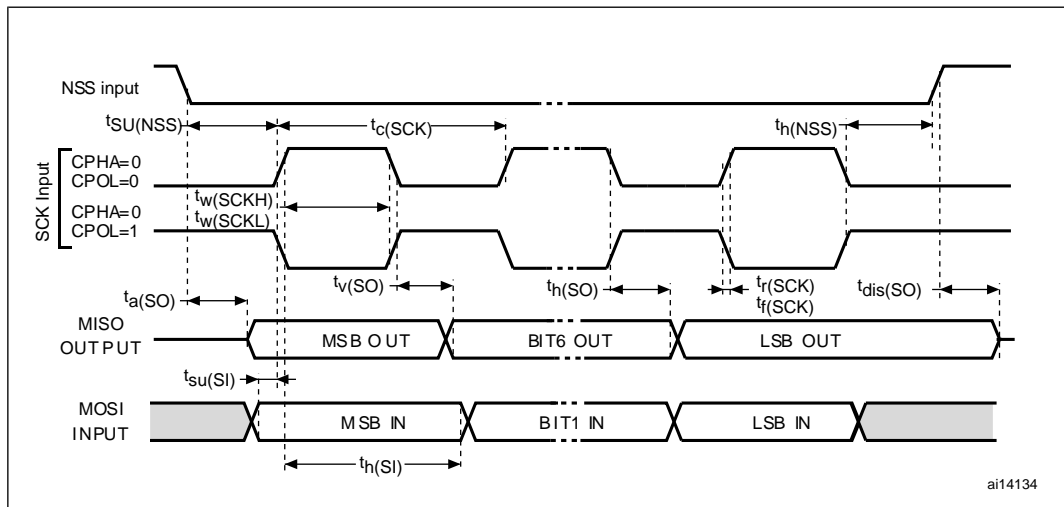 NSS input
tSU(NSS)
tc(SCK)
th(NSS)
SCK Input
CPHA=0
CPOL=0
tw(SCKH)
tw(SCKL)
CPHA=0
CPOL=1
ta(SO)
tv(SO)
th(SO)
tr(SCK)
tf(SCK)
tdis(SO)
MISO
OUTPUT
MSB OUT
BIT6 OUT
LSB OUT
tsu(SI)
MOSI
INPUT
MSB IN
BIT1 IN
LSB IN
th(SI)
ai14134